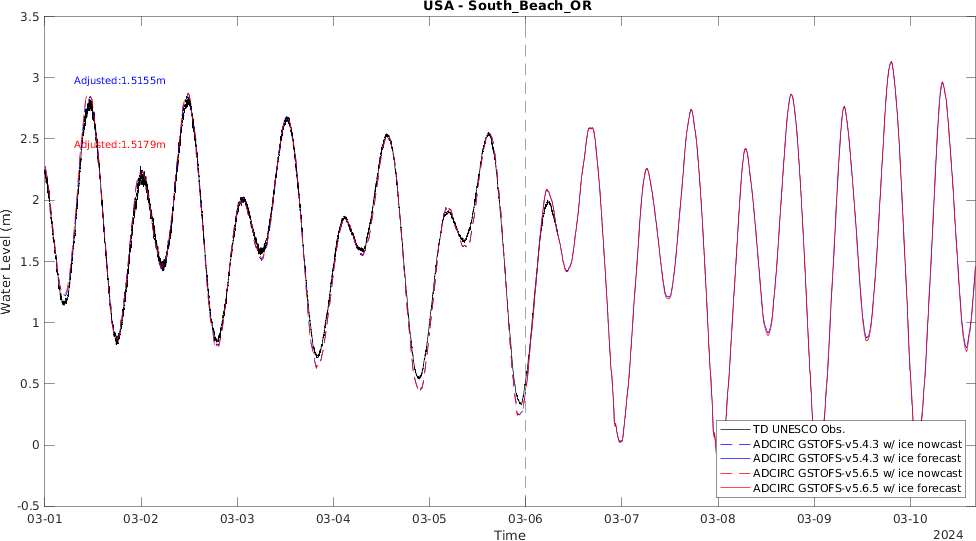 USA - South_Beach_OR
3.5
3
2.5
2
1.5
1
0.5
0
-0.5
Water Level (m)
Adjusted:1.5155m
Adjusted:1.5179m
TD UNESCO Obs.
ADCIRC GSTOFS-v5.4.3 w/ ice nowcast
ADCIRC GSTOFS-v5.4.3 w/ ice forecast
ADCIRC GSTOFS-v5.6.5 w/ ice nowcast
ADCIRC GSTOFS-v5.6.5 w/ ice forecast
03-01 03-02 03-03 03-04 03-05 03-06 03-07 03-08 03-09 03-10
Time
2024